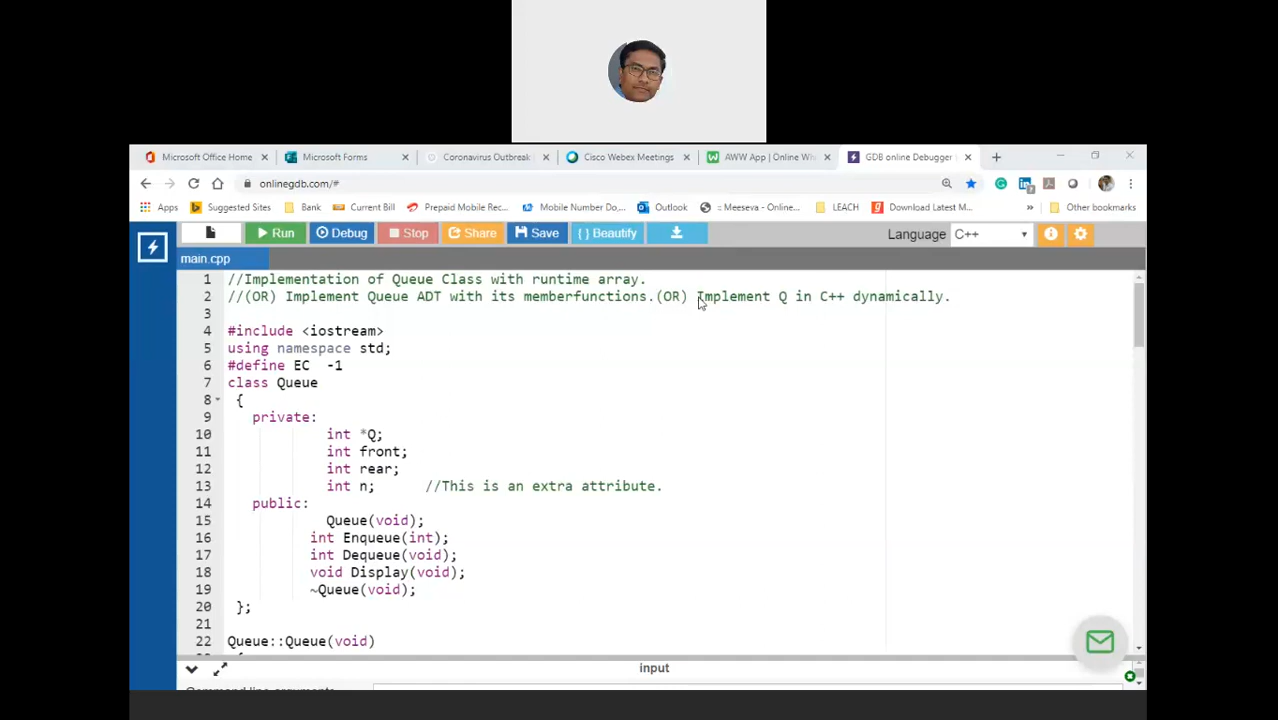 Microsoft Office Home
Microsoft Forms
Coronavirus Outbreak
Cisco Webex Meetings
AWW App | Online Wh
GDB online Debugger
onlinegdb.com/#
Apps
Suggested Sites
Bank
Current Bill
Prepaid Mobile Rec...
Mobile Number Do,...
Outlook
:: ~Meeseva - Online...
LEACH
Download Latest M...
»
Other bookmarks
Run
Debug
Stop
Share
Save
{ } Beautify
Language
C++
main.cpp
1 //Implementation of Queue Class with runtime array.
2 //(OR) Implement Queue ADT with its memberfunctions.(OR) Implement Q in C++ dynamically.
3
4 #include <iostream>
5 using namespace std;
6 #define EC  -1
7 class Queue
8 {
9 private:
10 int *Q;
11 int front;
12 int rear;
13 int n;      //This is an extra attribute.
14 public:
15 Queue(void);
16 int Enqueue(int);
17 int Dequeue(void);
18 void Display(void);
19 ~Queue(void);
20 };
21
22 Queue::Queue(void)
input